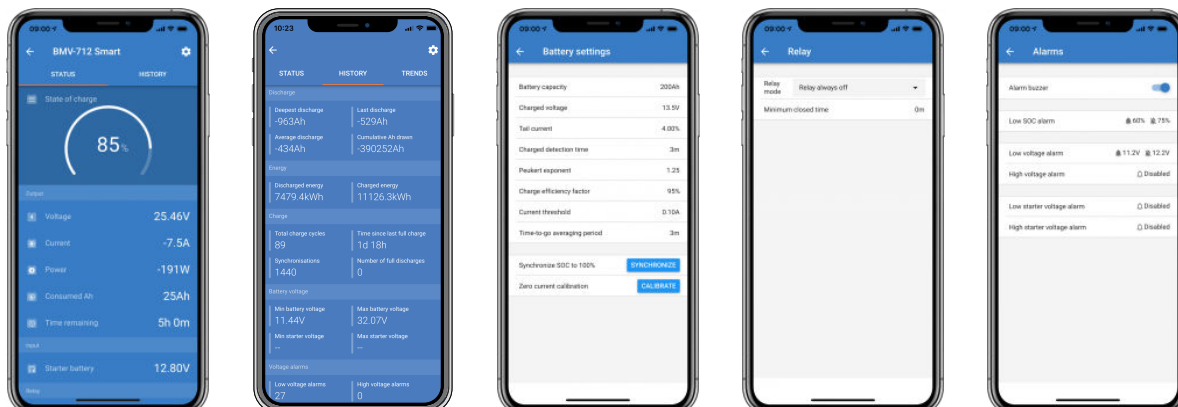 09:00
BMV-712 Smart
STATUS HISTORY
State of charge
85%
Output
Voltage 25.46V
Current -7.5A
Power -191W
Consumed Ah 25Ah
Time remaining 5h 0m
Input
Starter battery 12.80V
Relay
10:23
STATUS HISTORY TRENDS
Discharge
Deepest discharge Last discharge
-963Ah -529Ah
Average discharge Cumulative Ah drawn
-434Ah -390252Ah
Energy
Discharged energy Charged energy
7479.4kWh 11126.3kWh
Charge
Total charge cycles Time since last full charge
89 1d 18h
Synchronisations Number of full discharges
1440 0
Battery voltage
Min battery voltage Max battery voltage
11.44V 32.07V
Min starter voltage Max starter voltage
-- --
Voltage alarms
Low voltage alarms High voltage alarms
27 0
09:00
Battery settings
Battery capacity 200Ah
Charged voltage 13.5V
Tail current 4.00%
Charged detection time 3m
Peukert exponent 1.25
Charge efficiency factor 95%
Current threshold 0.10A
Time-to-go averaging period 3m
Synchronize SOC to 100% SYNCHRONIZE
Zero current calibration CALIBRATE
09:00
Relay
Relay mode Relay always off
Minimum closed time 0m
09:00
Alarms
Alarm buzzer
Low SOC alarm 60% 75%
Low voltage alarm 11.2V 12.2V
High voltage alarm Disabled
Low starter voltage alarm Disabled
High starter voltage alarm Disabled